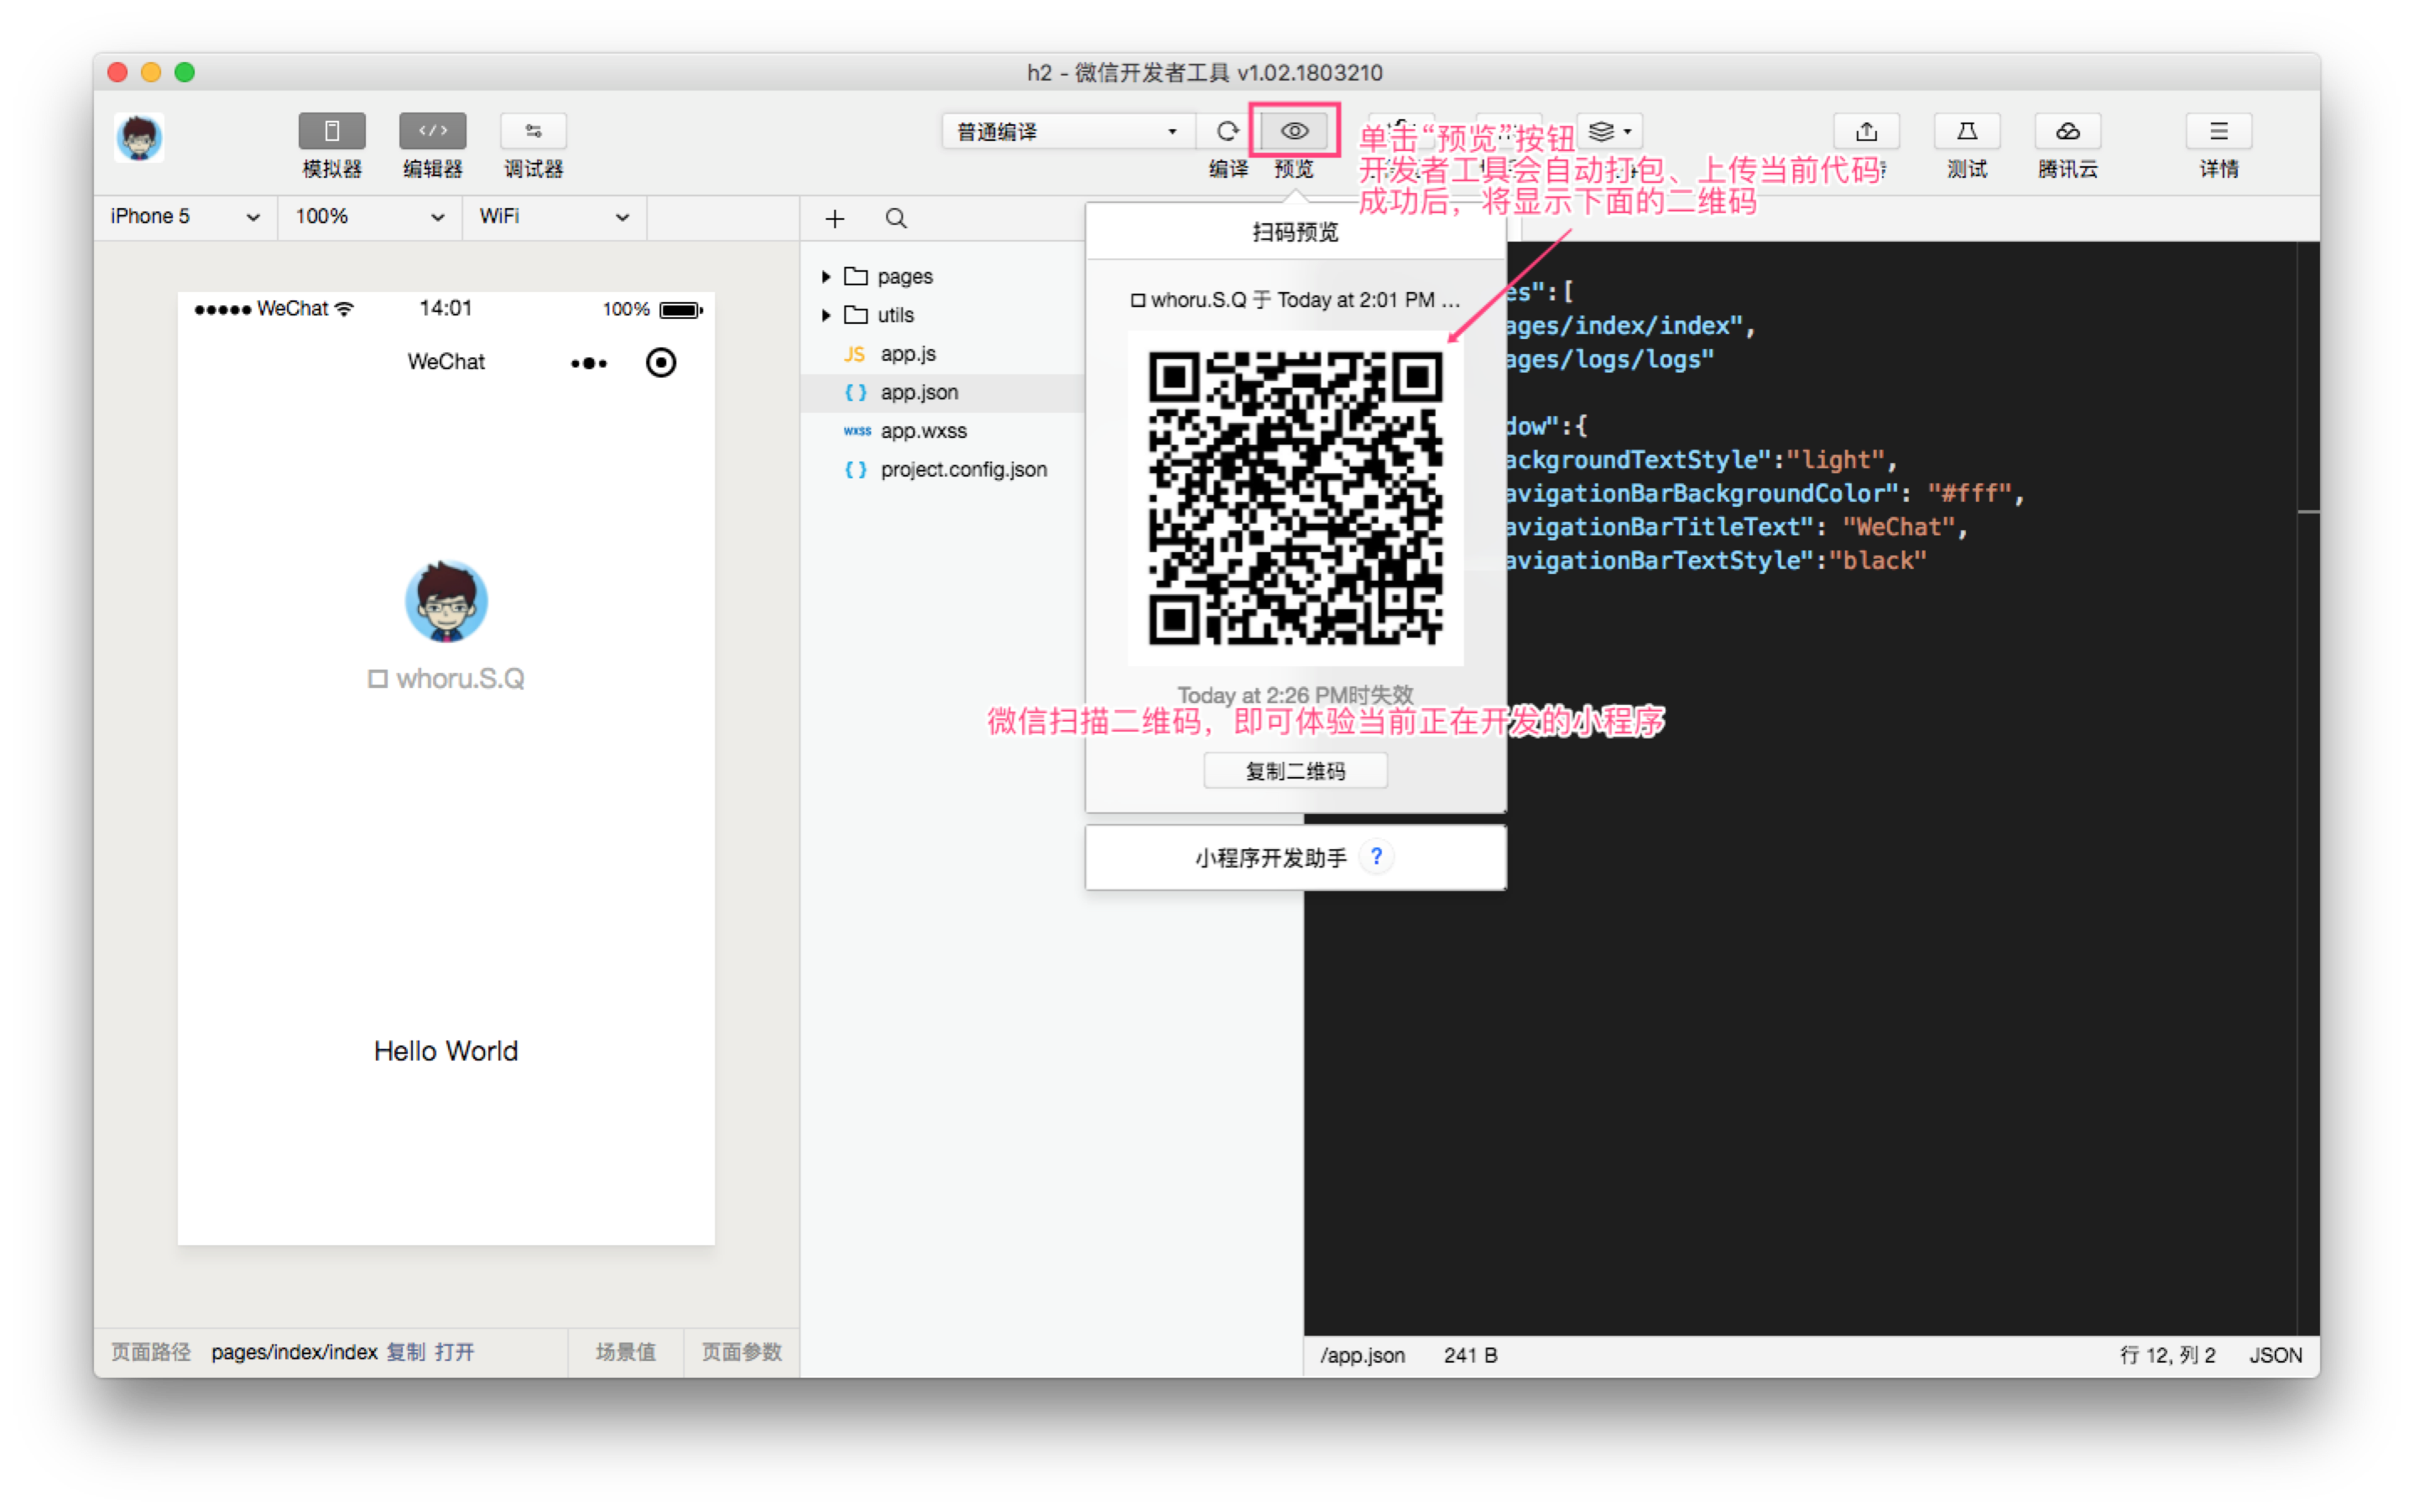 h2 - 微信开发者工具 v1.02.1803210
模拟器
编辑器
调试器
普通编译
编译
预览
测试
腾讯云
详情
单击“预览”按钮
开发者工具会自动打包、上传当前代码
成功后，将显示下面的二维码
iPhone 5
100%
WiFi
WeChat
14:01
100%
WeChat
whoru.S.Q
Hello World
页面路径
pages/index/index
复制
打开
场景值
页面参数
pages
utils
JS app.js
{ } app.json
wxss app.wxss
{ } project.config.json
扫码预览
whoru.S.Q 于 Today at 2:01 PM ...
Today at 2:26 PM时失效
微信扫描二维码，即可体验当前正在开发的小程序
复制二维码
小程序开发助手 ?
es":[
ages/index/index",
ages/logs/logs"
dow":{
ackgroundTextStyle":"light",
avigationBarBackgroundColor": "#fff",
avigationBarTitleText": "WeChat",
avigationBarTextStyle":"black"
/app.json
241 B
行 12, 列 2
JSON